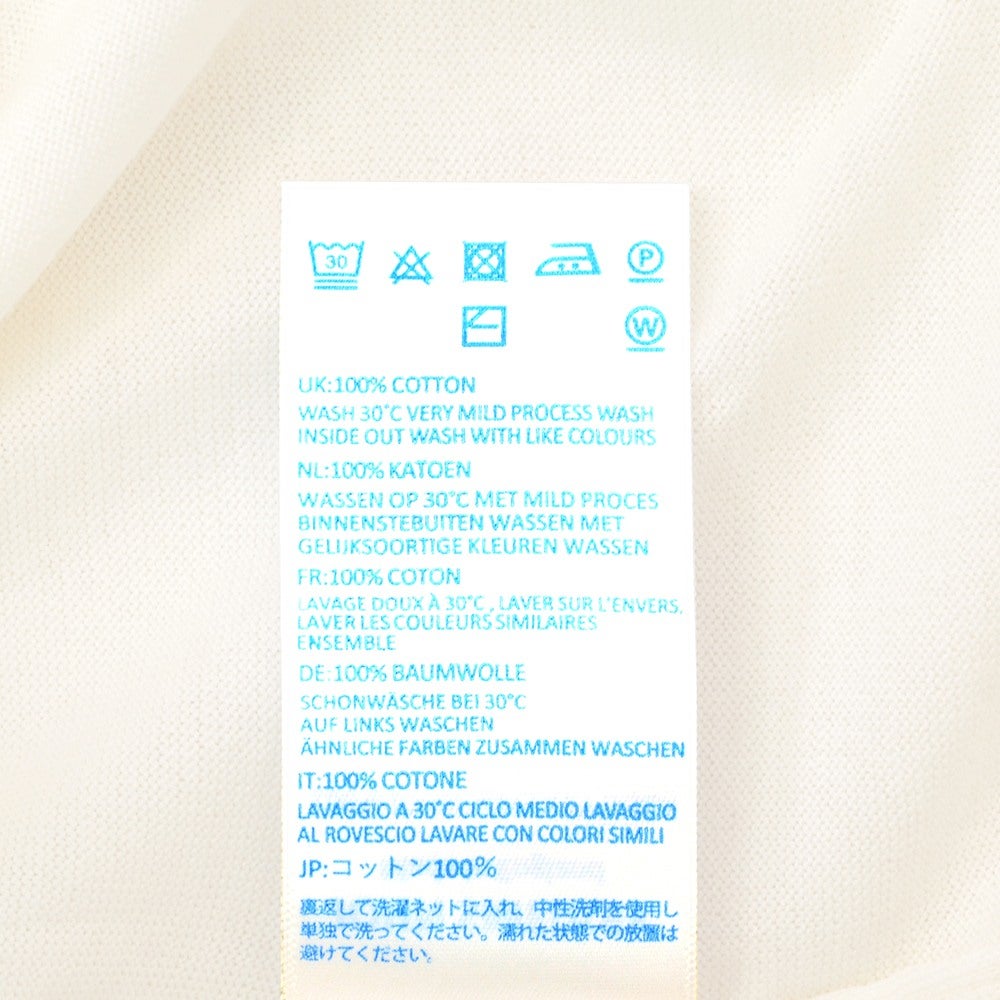 30
P
W
UK:100% COTTON
WASH 30°C VERY MILD PROCESS WASH
INSIDE OUT WASH WITH LIKE COLOURS
NL:100% KATOEN
WASSEN OP 30°C MET MILD PROCES
BINNENSTEBUITEN WASSEN MET
GELIJKSOORTIGE KLEUREN WASSEN
FR:100% COTON
LAVAGE DOUX À 30°C , LAVER SUR L'ENVERS,
LAVER LES COULEURS SIMILAIRES
ENSEMBLE
DE:100% BAUMWOLLE
SCHONWÄSCHE BEI 30°C
AUF LINKS WASCHEN
ÄHNLICHE FARBEN ZUSAMMEN WASCHEN
IT:100% COTONE
LAVAGGIO A 30°C CICLO MEDIO LAVAGGIO
AL ROVESCIO LAVARE CON COLORI SIMILI
JP:コットン100%
裏返して洗濯ネットに入れ、中性洗剤を使用し
単独で洗ってください。濡れた状態での放置は
避けてください。